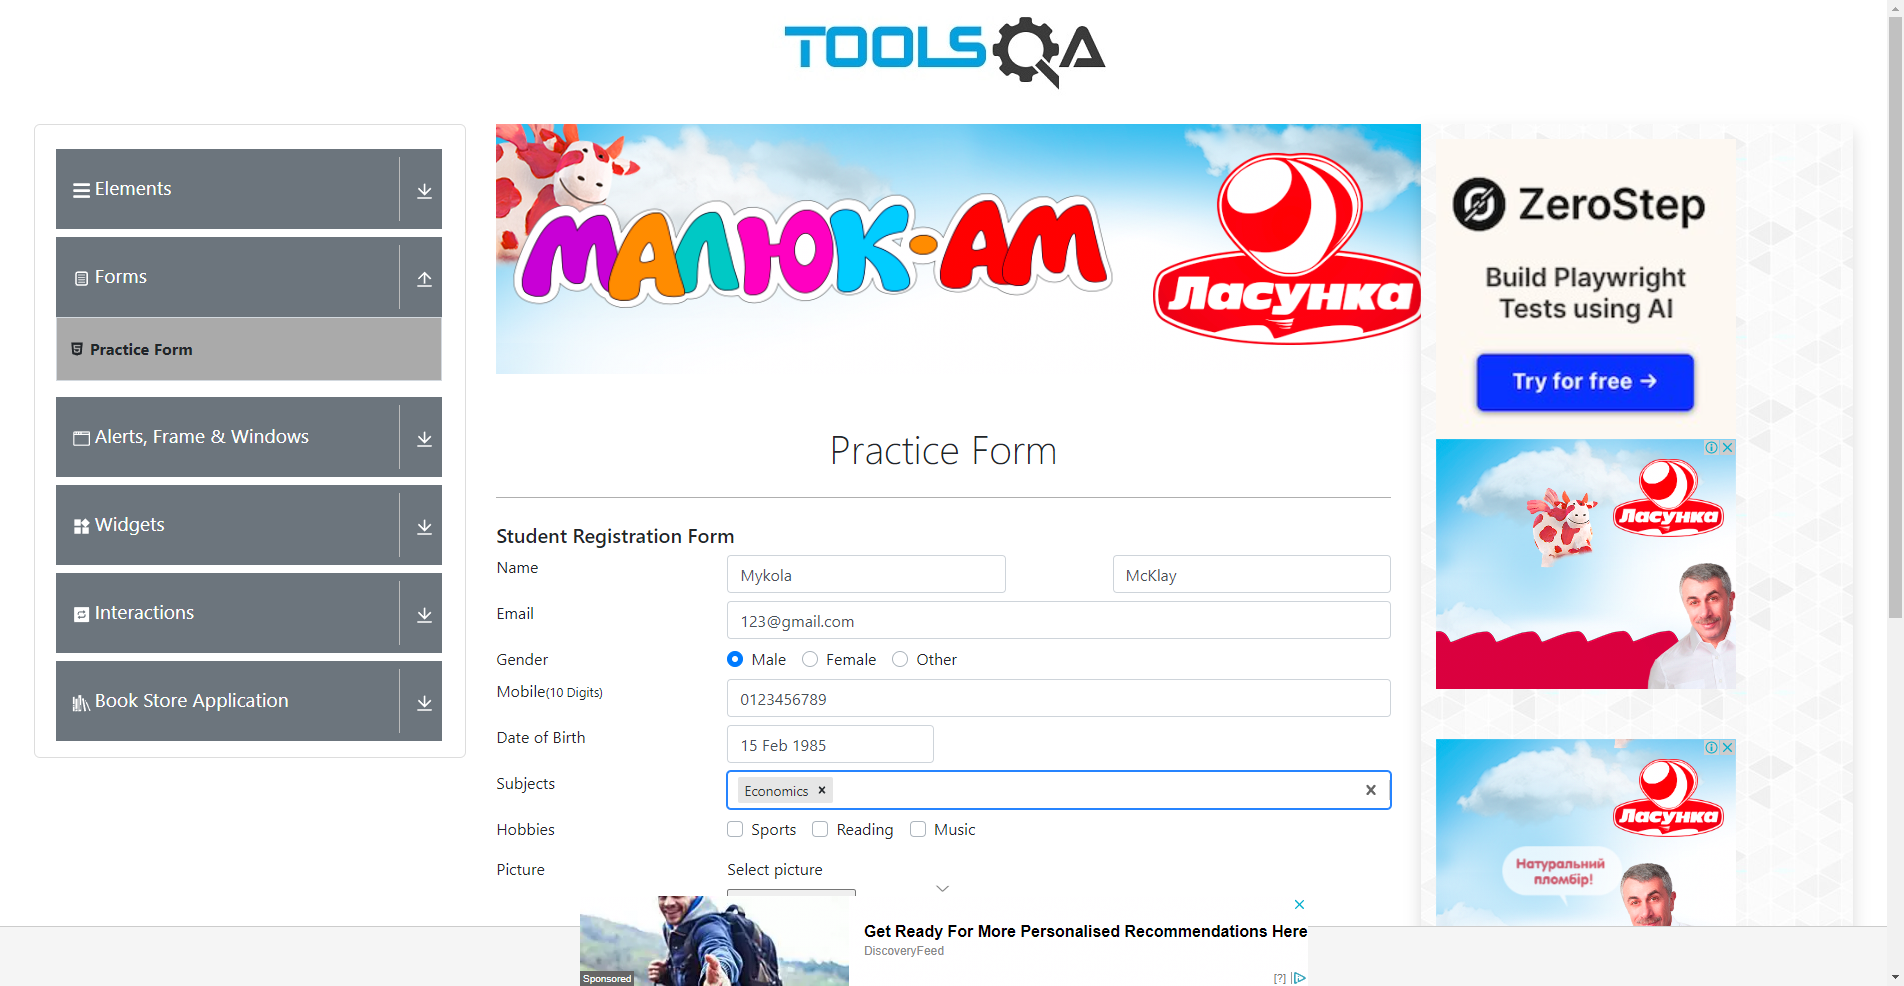 TOOLSQA
Elements
Forms
Practice Form
Alerts, Frame & Windows
Widgets
Interactions
Book Store Application
МАЛЮК-АМ
Ласунка
Practice Form
Student Registration Form
Name
Mykola
McKlay
Email
123@gmail.com
Gender
Male
Female
Other
Mobile(10 Digits)
0123456789
Date of Birth
15 Feb 1985
Subjects
Economics
Hobbies
Sports
Reading
Music
Picture
Select picture
Sponsored
Get Ready For More Personalised Recommendations Here
DiscoveryFeed
[?]
ZeroStep
Build Playwright
Tests using AI
Try for free →
Ласунка
Ласунка
Натуральний
пломбір!